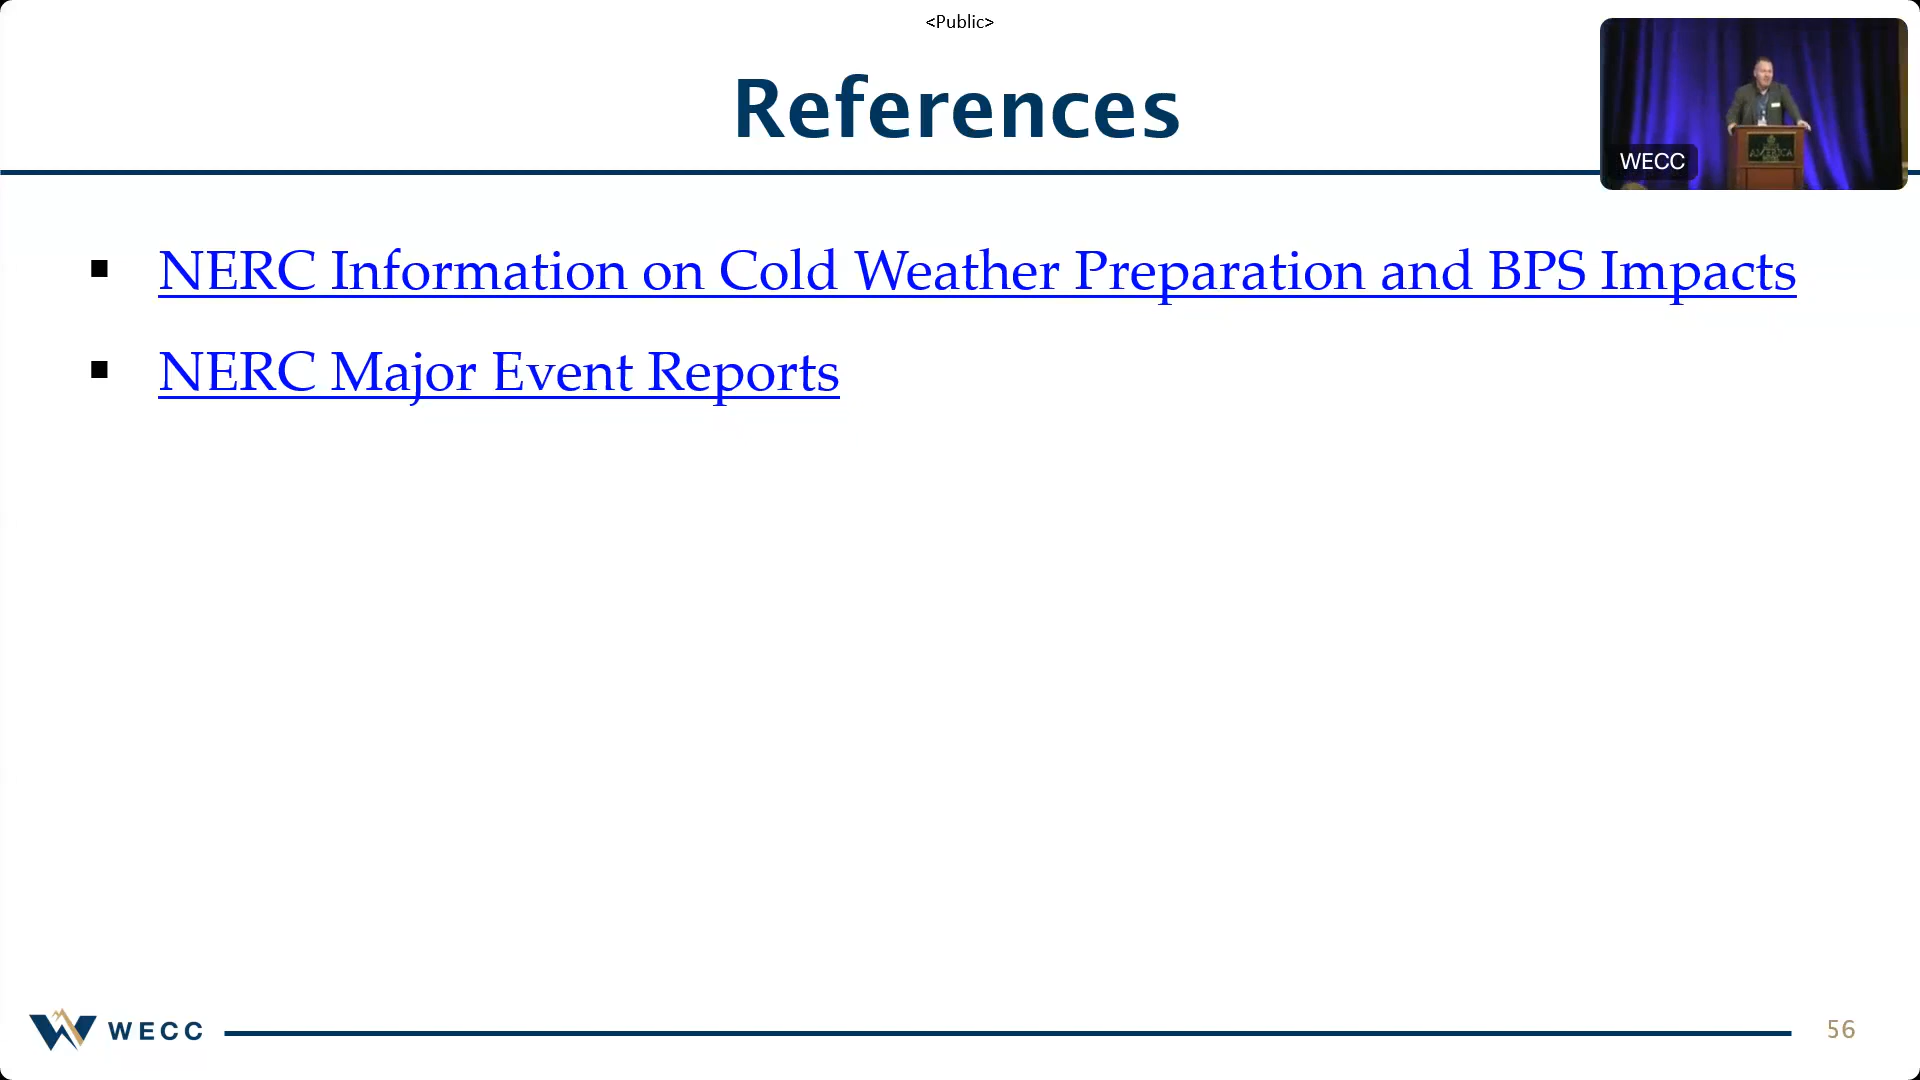 <Public>
References
WECC
▪ NERC Information on Cold Weather Preparation and BPS Impacts
▪ NERC Major Event Reports
WECC
56